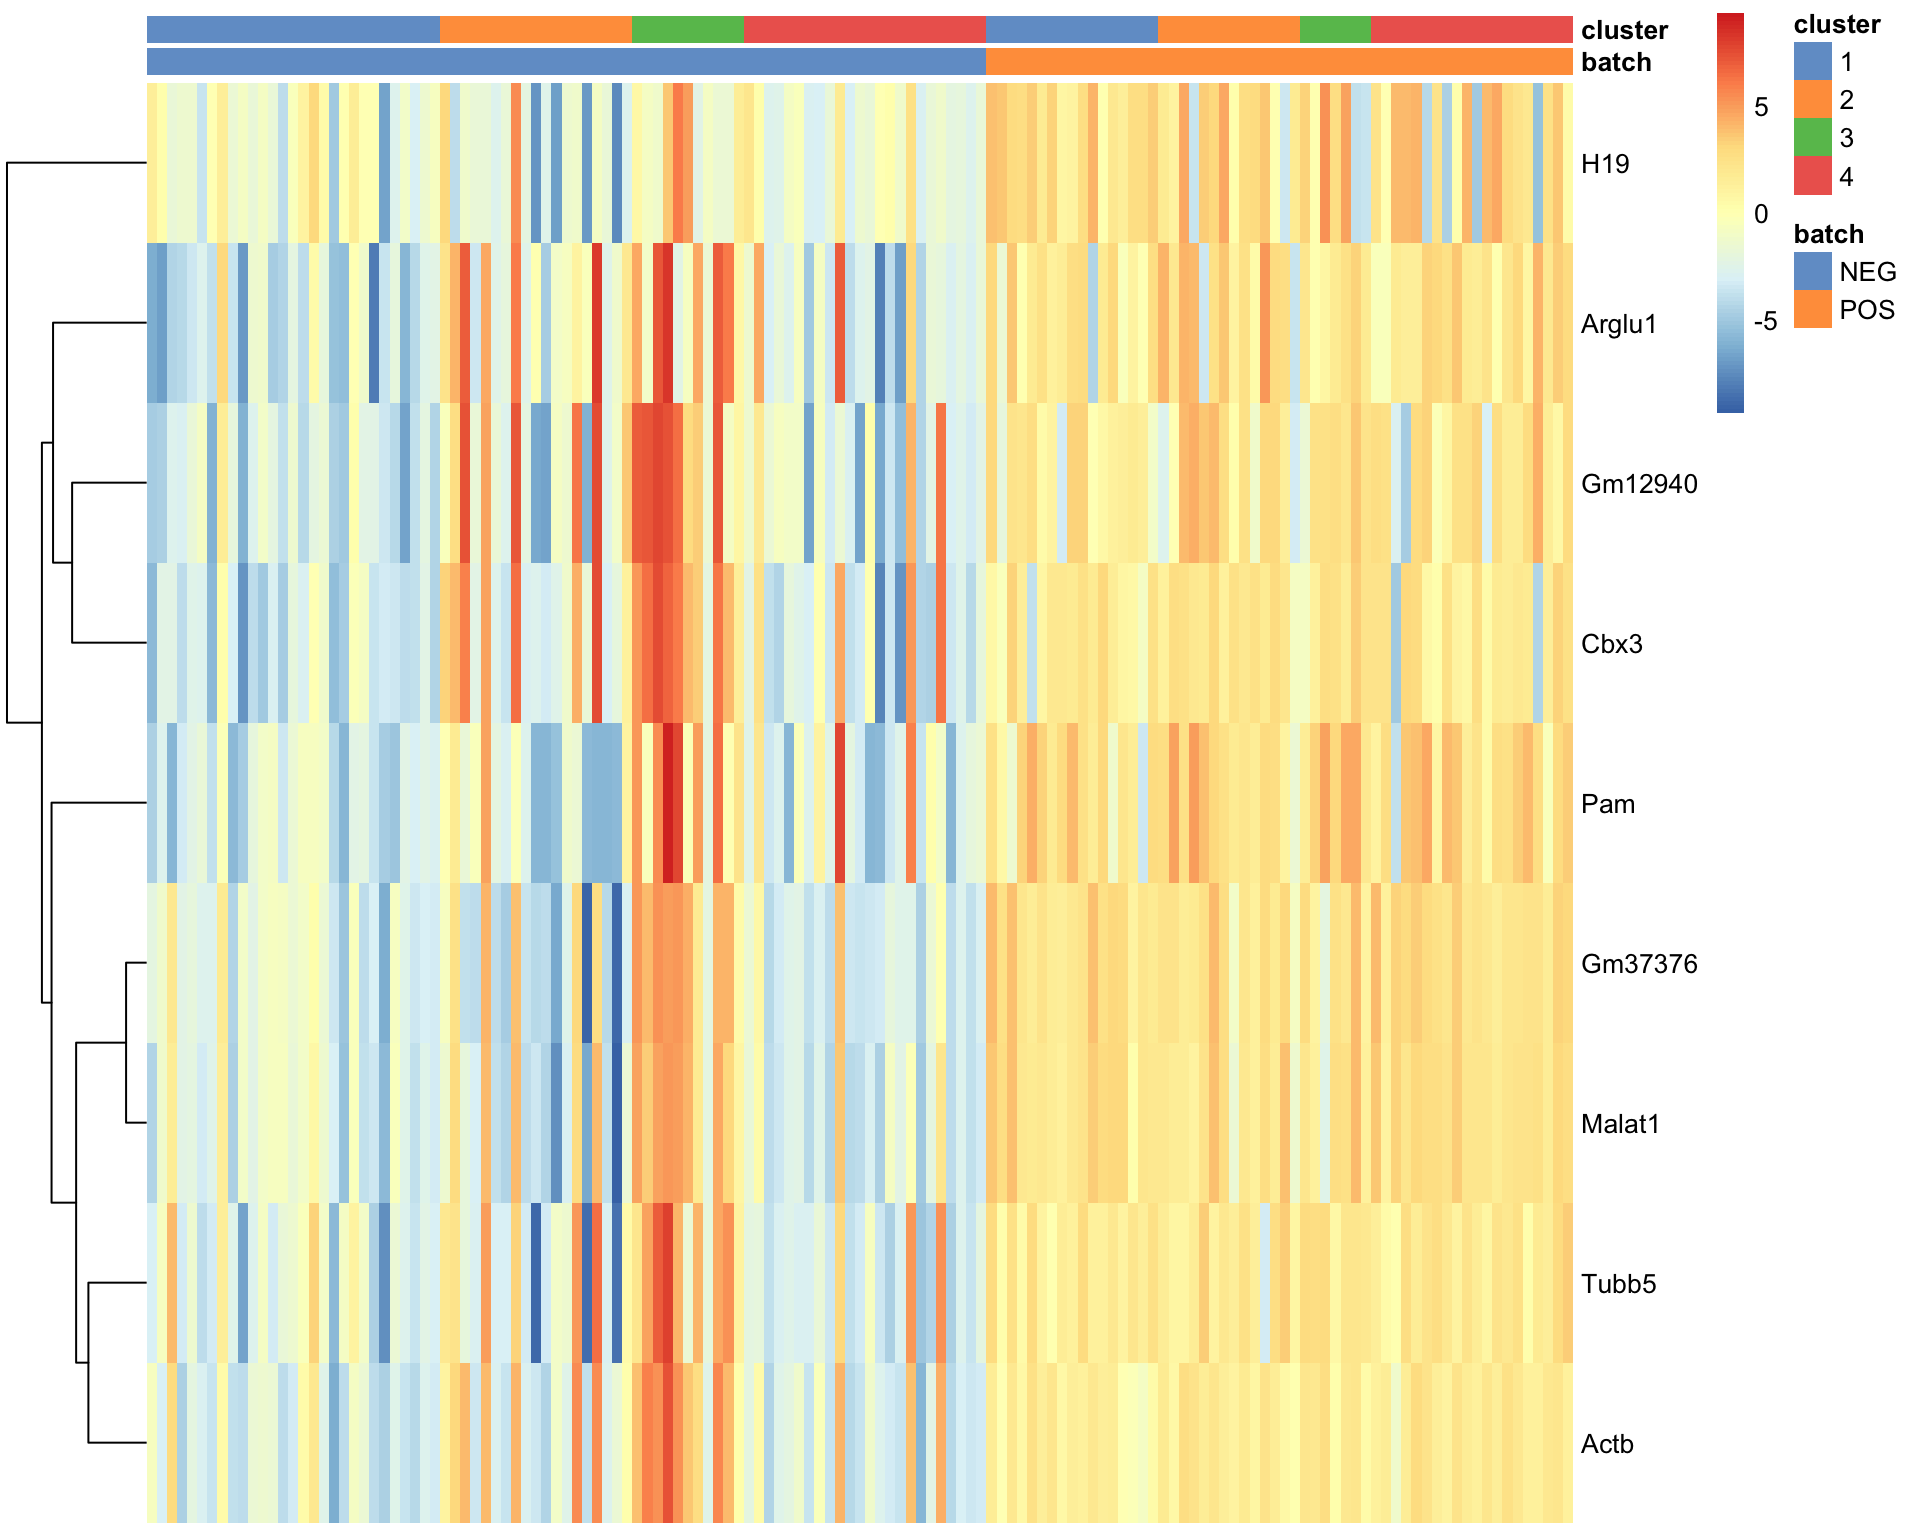 cluster
batch
H19
Arglu1
Gm12940
Cbx3
Pam
Gm37376
Malat1
Tubb5
Actb
5
0
-5
cluster
1
2
3
4
batch
NEG
POS